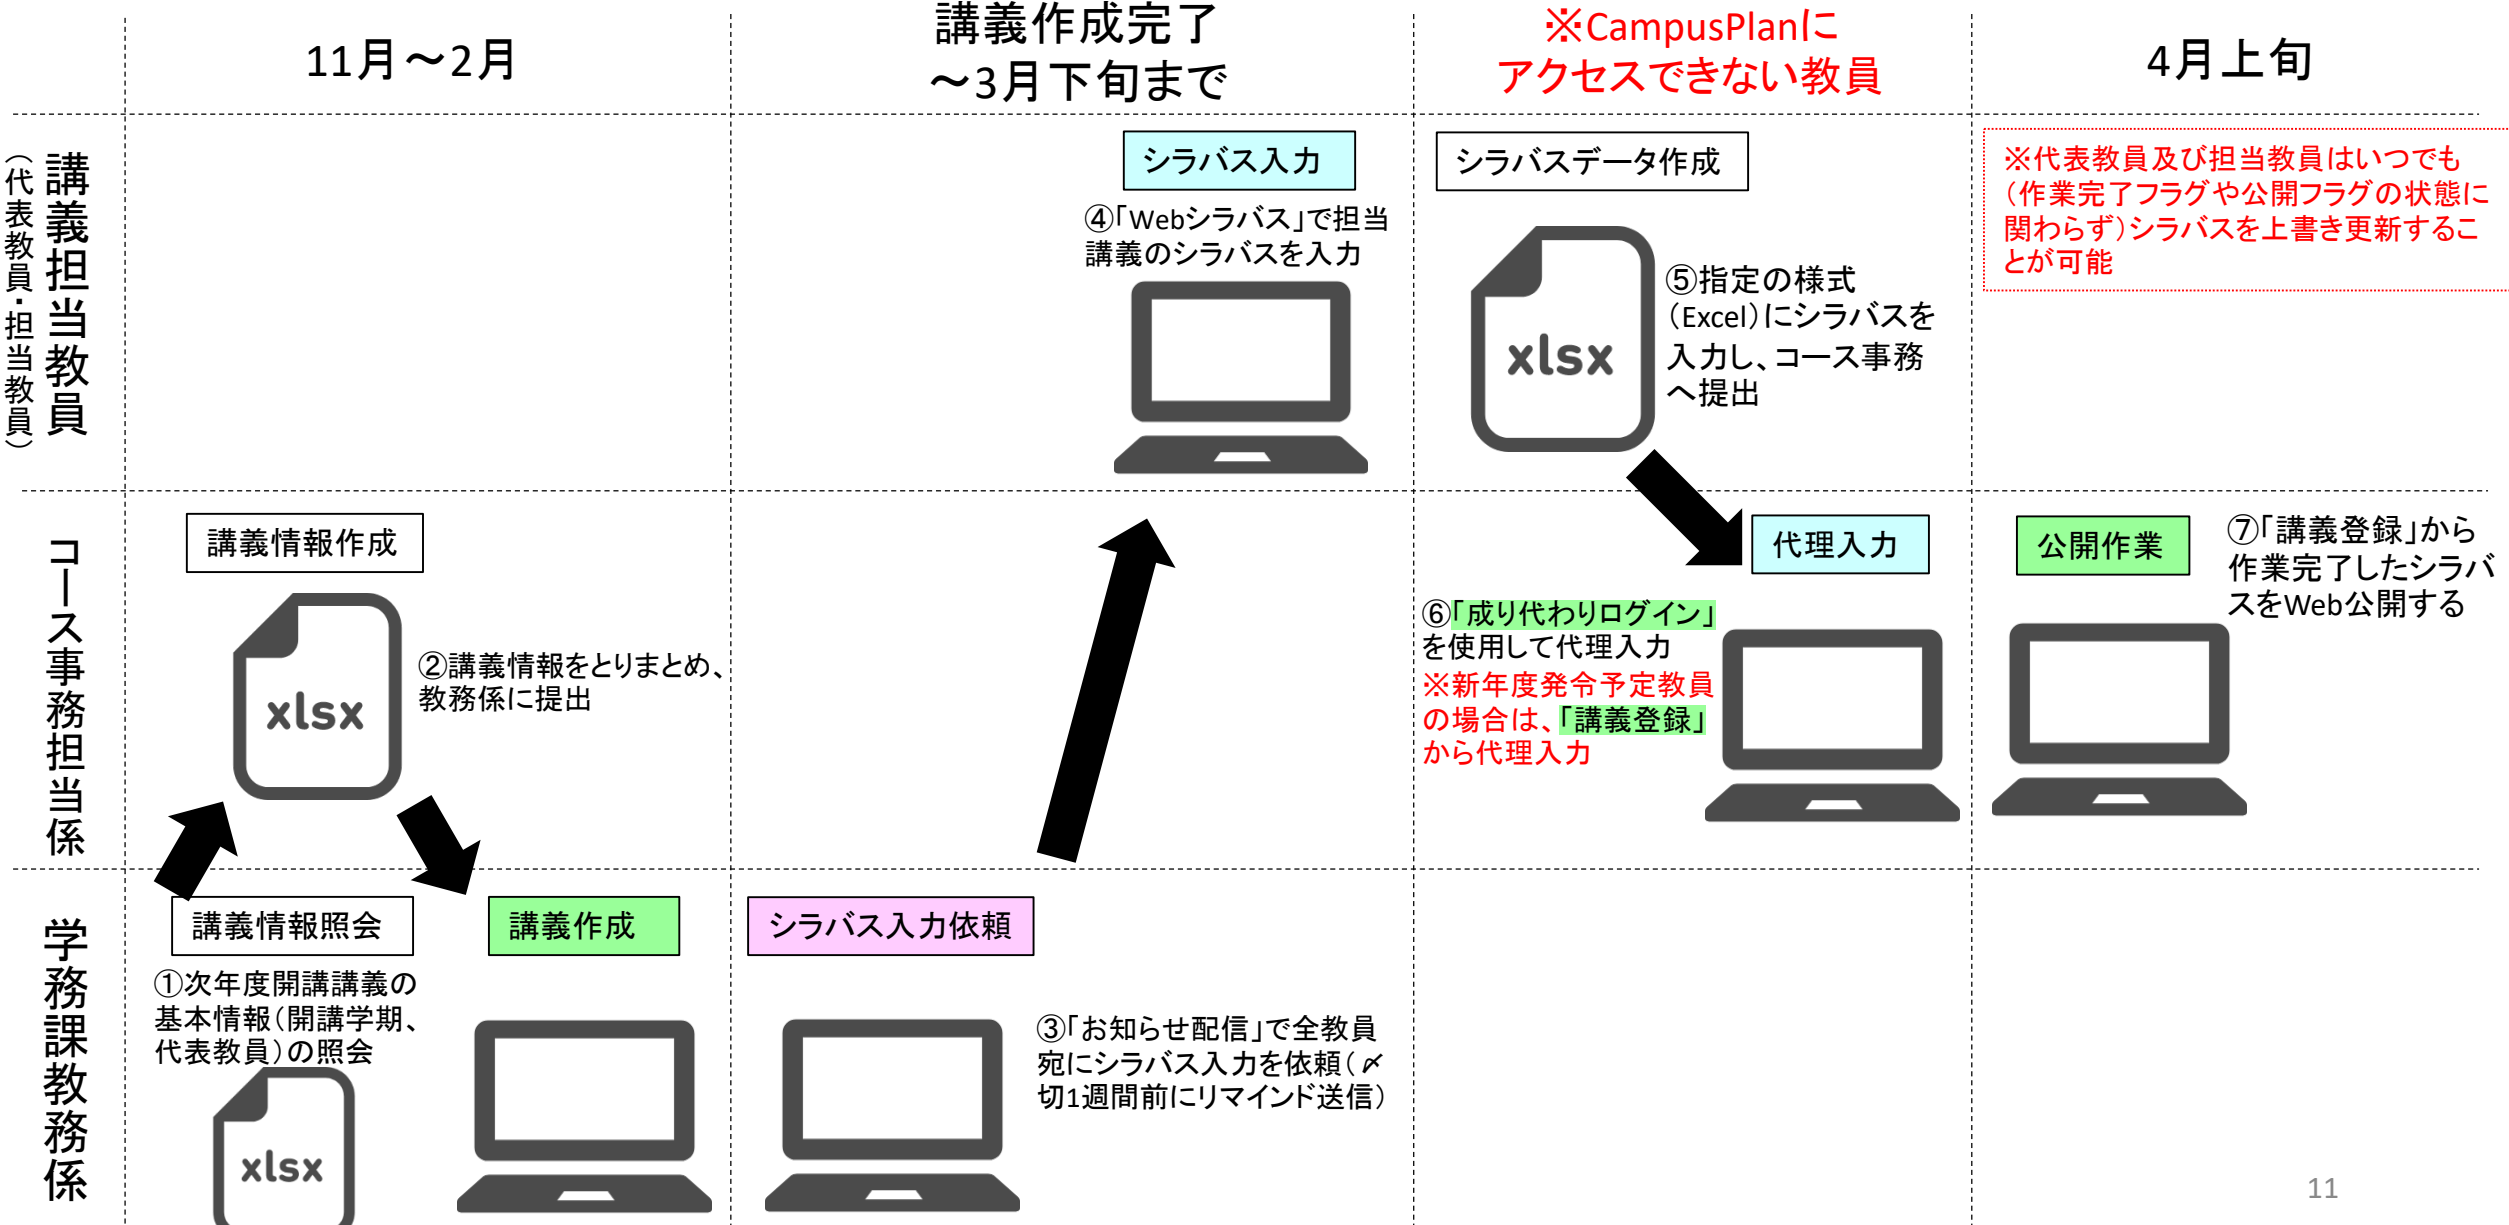 11月～2月
講義作成完了
～3月下旬まで
※CampusPlanに
アクセスできない教員
4月上旬
講義担当教員
（代表教員・担当教員）
シラバス入力
④「Webシラバス」で担当
講義のシラバスを入力
シラバスデータ作成
xlsx
⑤指定の様式
（Excel）にシラバスを
入力し、コース事務
へ提出
※代表教員及び担当教員はいつでも
（作業完了フラグや公開フラグの状態に
関わらず）シラバスを上書き更新するこ
とが可能
コース事務担当係
講義情報作成
xlsx
②講義情報をとりまとめ、
教務係に提出
代理入力
⑥「成り代わりログイン」
を使用して代理入力
※新年度発令予定教員
の場合は、「講義登録」
から代理入力
公開作業
⑦「講義登録」から
作業完了したシラバ
スをWeb公開する
学務課教務係
講義情報照会
①次年度開講講義の
基本情報（開講学期、
代表教員）の照会
xlsx
講義作成
シラバス入力依頼
③「お知らせ配信」で全教員
宛にシラバス入力を依頼（〆
切1週間前にリマインド送信）
11